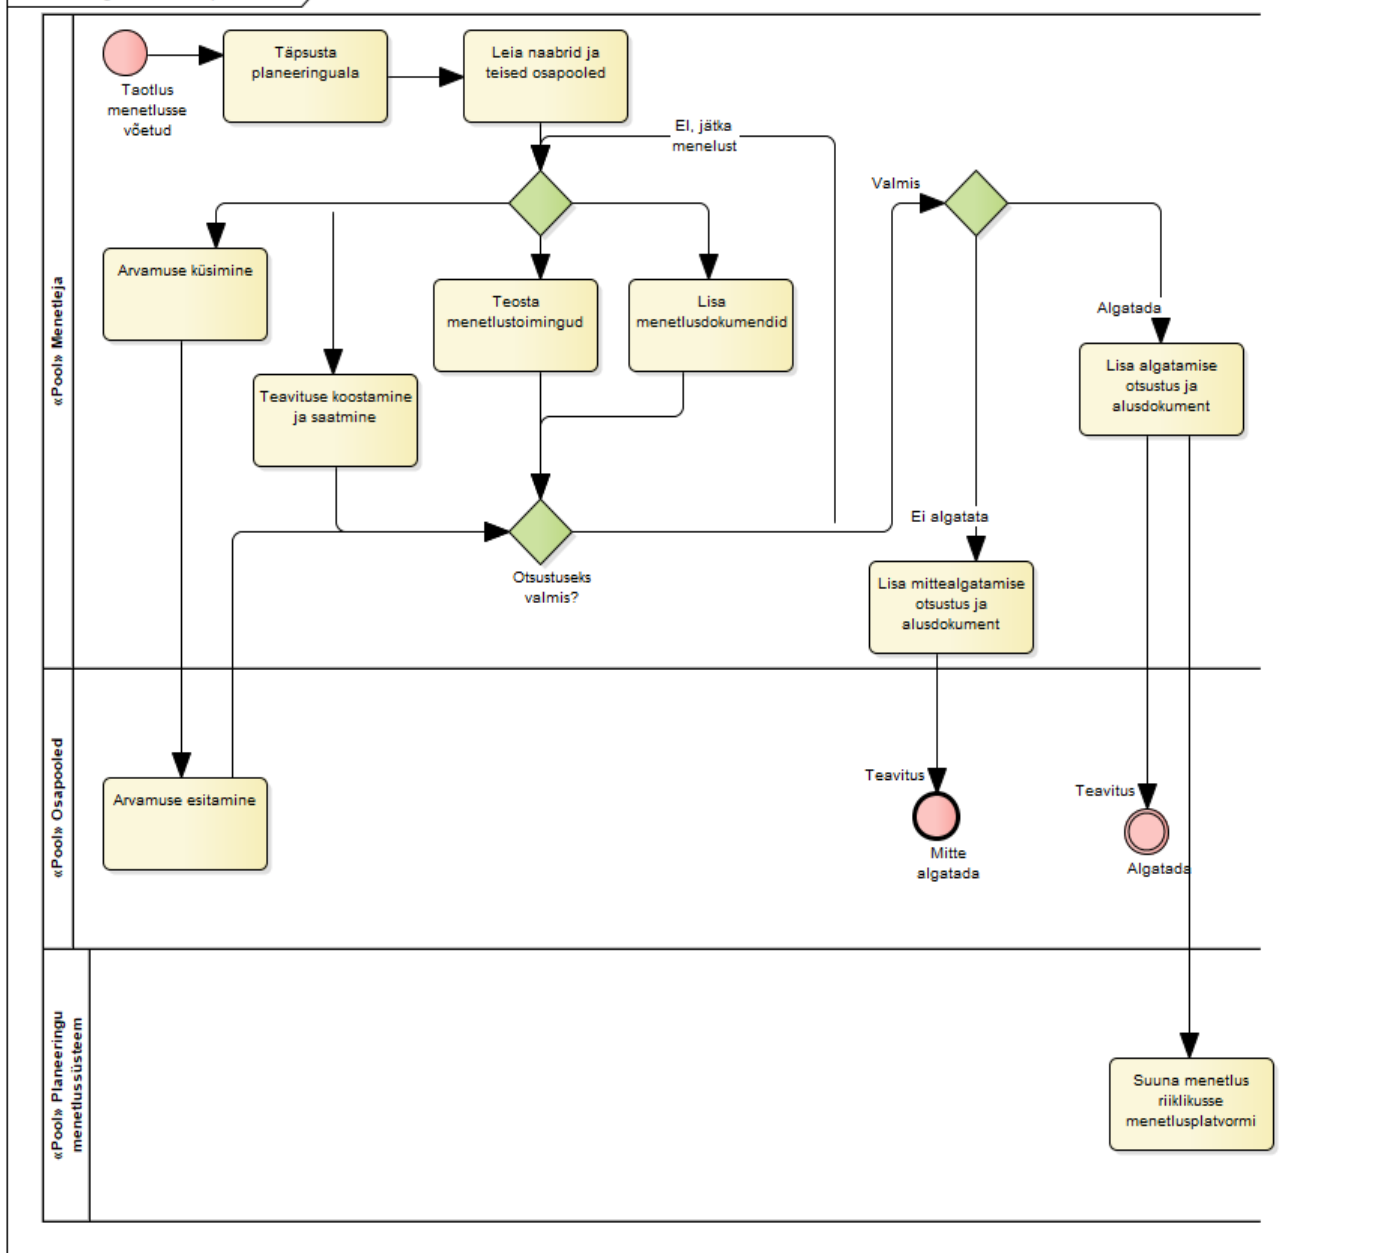 Taotlus
menetlusse
võetud
Täpsusta
planeeringuala
Leia naabrid ja
teised osapooled
EI, jätka
menelust
Valmis
«Pool» Menetleja
Arvamuse küsimine
Teavituse koostamine
ja saatmine
Teosta
menetlustoimingud
Lisa
menetlusdokumendid
Algatada
Lisa algatamise
otsustus ja
alusdokument
Otsustuseks
valmis?
Ei algatata
Lisa mittealgatamise
otsustus ja
alusdokument
«Pool» Osapooled
Arvamuse esitamine
Teavitus
Mitte
algatada
Teavitus
Algatada
«Pool» Planeeringu
menetlussüsteem
Suuna menetlus
riiklikusse
menetlusplatvormi